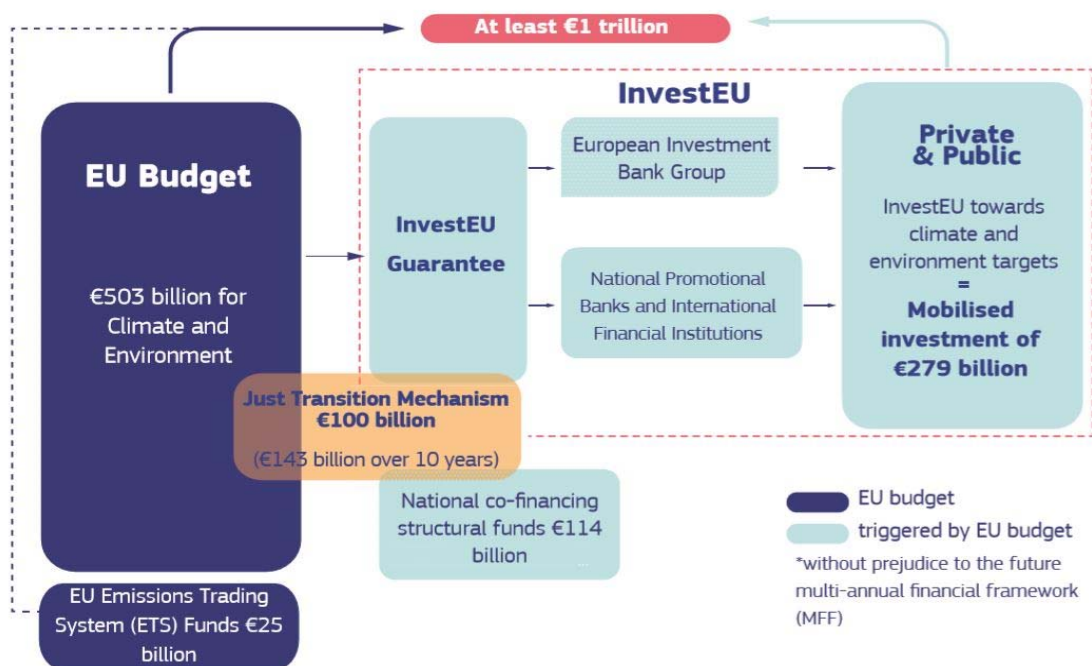 At least €1 trillion
EU Budget
€503 billion for
Climate and
Environment
InvestEU
InvestEU
Guarantee
European Investment
Bank Group
National Promotional
Banks and International
Financial Institutions
Private
& Public
InvestEU towards
climate and
environment targets
=
Mobilised
investment of
€279 billion
Just Transition Mechanism
€100 billion
(€143 billion over 10 years)
National co-financing
structural funds €114
billion
...
EU Emissions Trading
System (ETS) Funds €25
billion
EU budget
triggered by EU budget
*without prejudice to the future
multi-annual financial framework
(MFF)